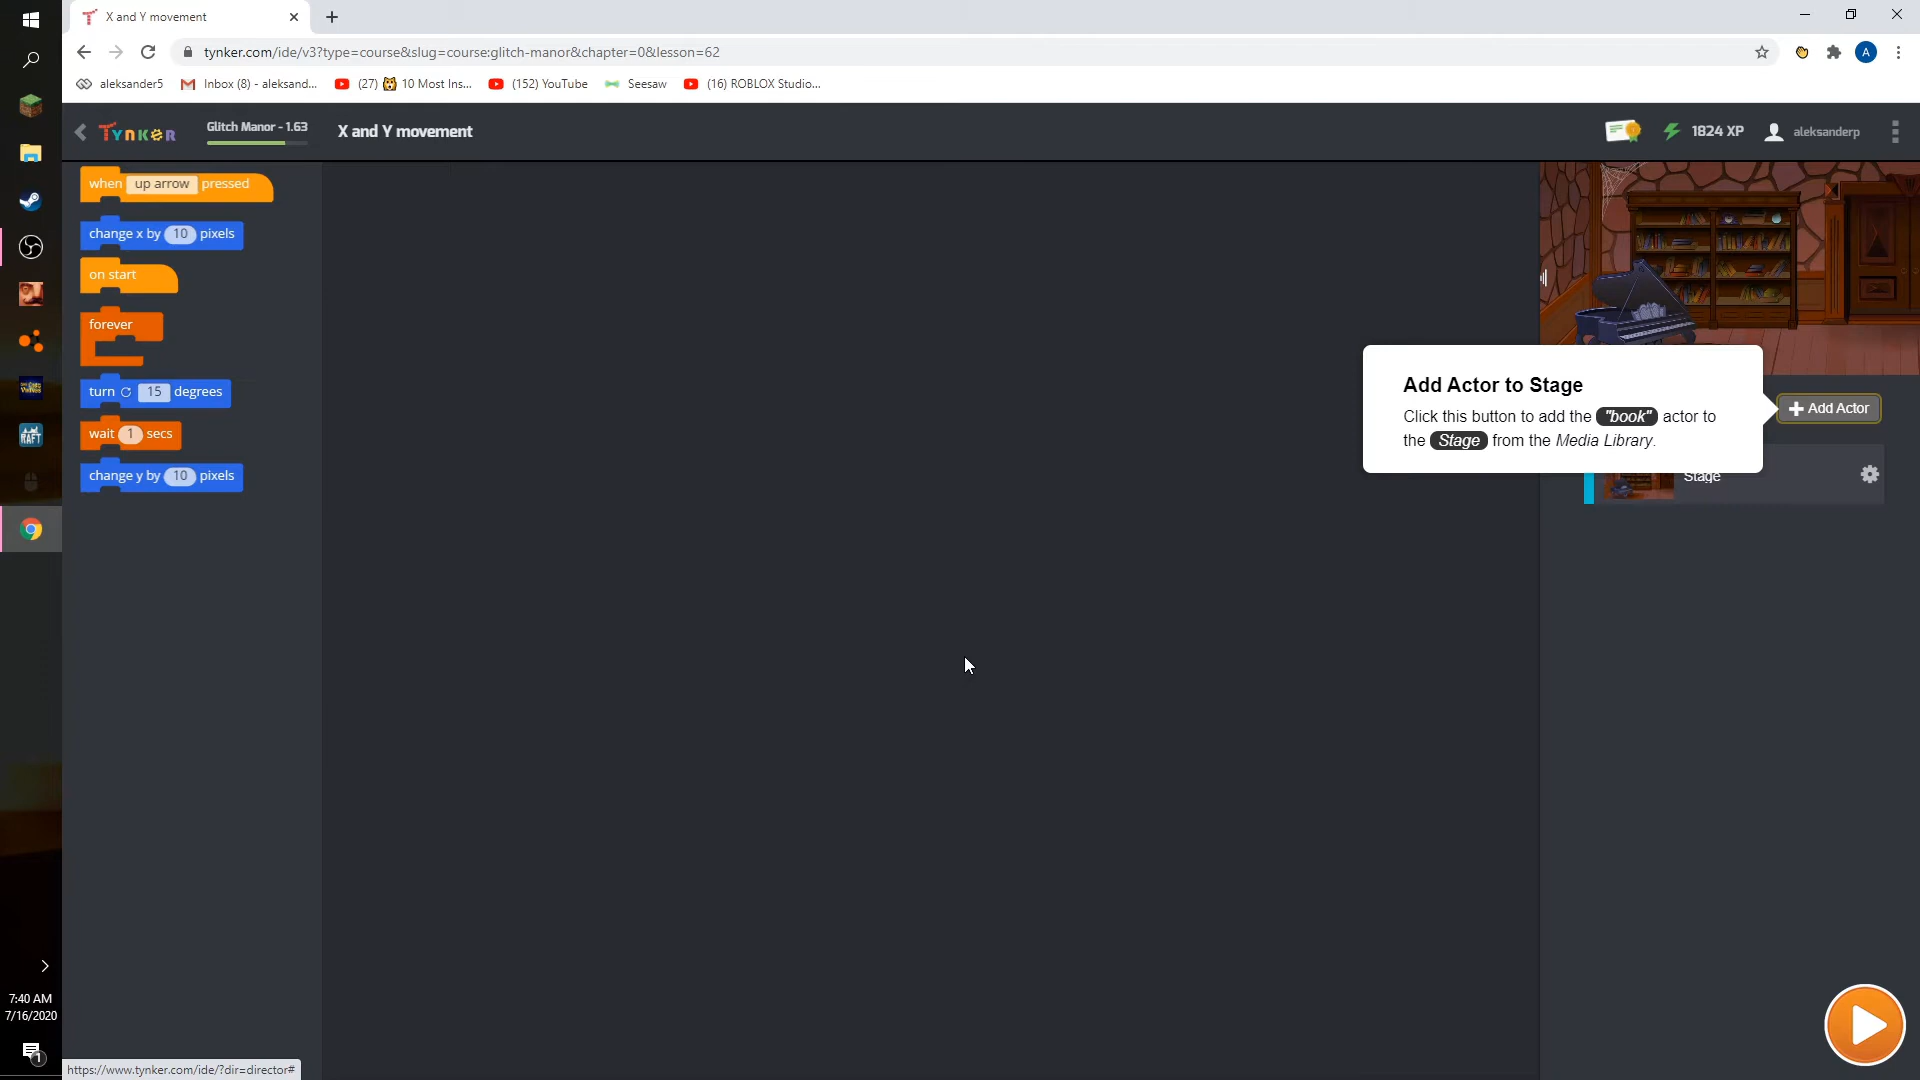 X and Y movement
tynker.com/ide/v3?type=course&slug=course:glitch-manor&chapter=0&lesson=62
A
aleksander5
Inbox (8) - aleksand...
(27) 🐯 10 Most Ins...
(152) YouTube
Seesaw
(16) ROBLOX Studio...
TYNKER
Glitch Manor - 1.63
X and Y movement
1824 XP
aleksanderp
when up arrow pressed
change x by 10 pixels
on start
forever
turn 15 degrees
wait 1 secs
change y by 10 pixels
Add Actor to Stage
Click this button to add the "book" actor to
the Stage from the Media Library.
Add Actor
Stage
RAFT
7:40 AM
7/16/2020
1
https://www.tynker.com/ide/?dir=director#